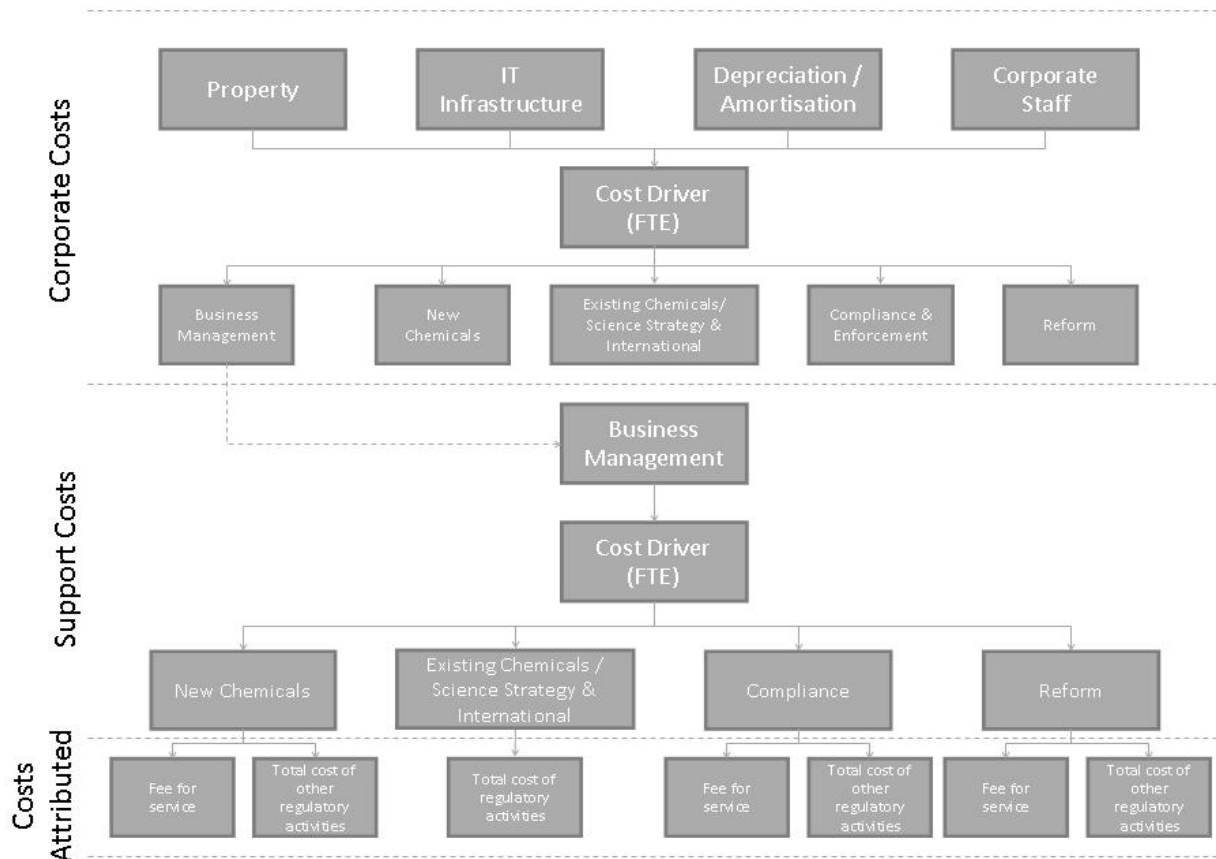 Corporate Costs
Property
IT
Infrastructure
Depreciation /
Amortisation
Corporate
Staff
Cost Driver
(FTE)
Business
Management
New
Chemicals
Existing Chemicals/
Science Strategy &
International
Compliance &
Enforcement
Reform
Support Costs
Business
Management
Cost Driver
(FTE)
New Chemicals
Existing Chemicals /
Science Strategy &
International
Compliance
Reform
Costs
Attributed
Fee for
service
Total cost of
other
regulatory
activities
Total cost of
regulatory
activities
Fee for
service
Total cost of
other
regulatory
activities
Fee for
service
Total cost of
other
regulatory
activities